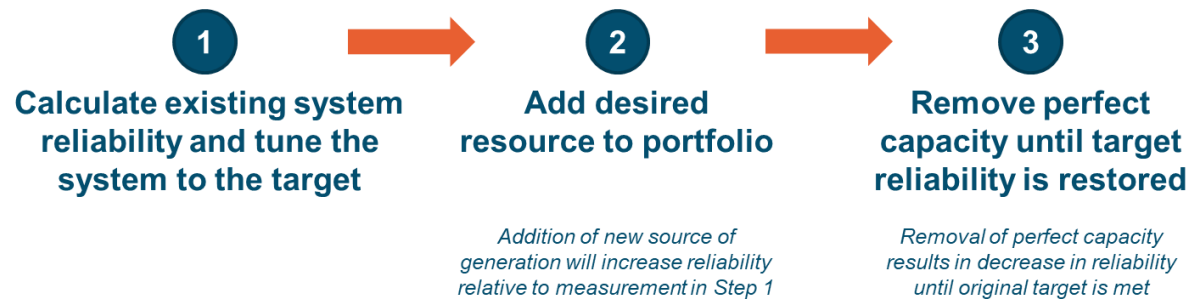 1
Calculate existing system
reliability and tune the
system to the target
2
Add desired
resource to portfolio
Addition of new source of
generation will increase reliability
relative to measurement in Step 1
3
Remove perfect
capacity until target
reliability is restored
Removal of perfect capacity
results in decrease in reliability
until original target is met